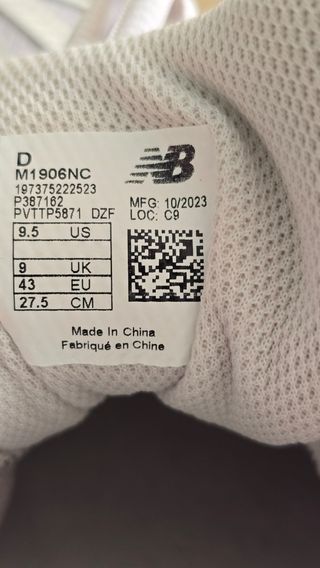 D
M1906NC
197375222523
P387162
PVTTP5871 DZF
NB
MFG: 10/2023
LOC: C9
9.5 US
9 UK
43 EU
27.5 CM
Made In China
Fabriqué en Chine